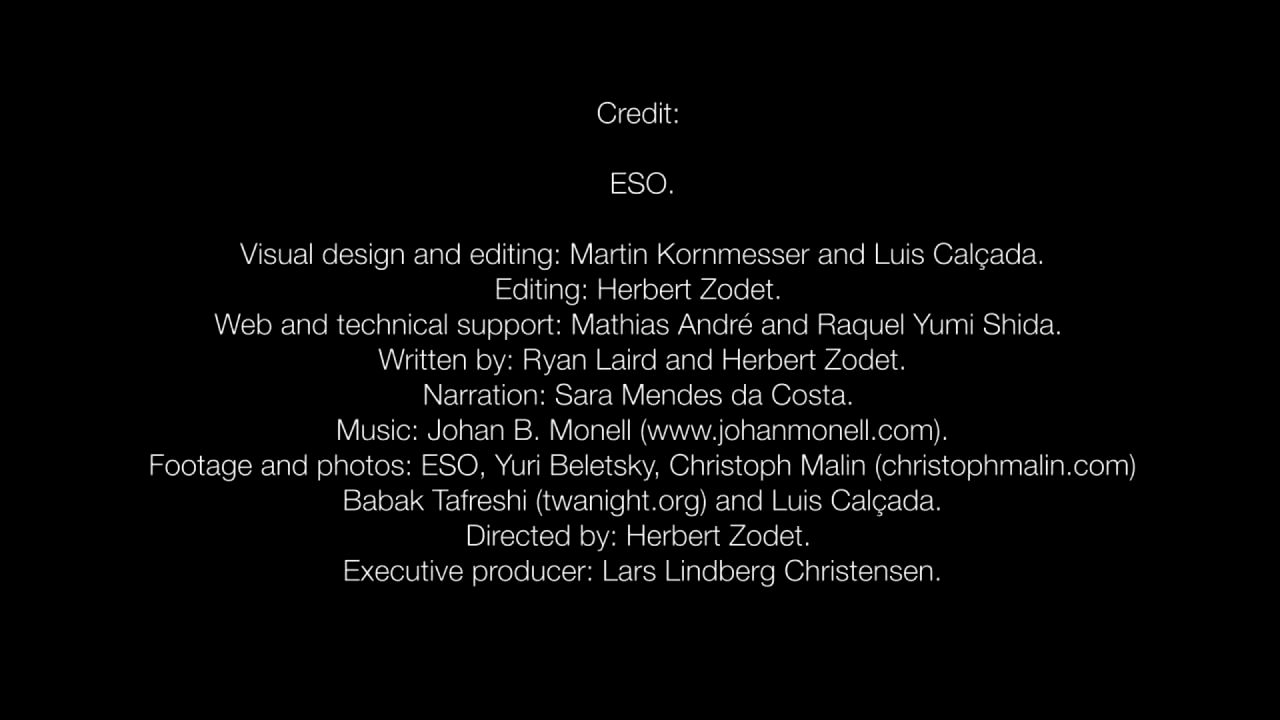 Credit:
ESO.
Visual design and editing: Martin Kornmesser and Luis Calçada.
Editing: Herbert Zodet.
Web and technical support: Mathias André and Raquel Yumi Shida.
Written by: Ryan Laird and Herbert Zodet.
Narration: Sara Mendes da Costa.
Music: Johan B. Monell (www.johanmonell.com).
Footage and photos: ESO, Yuri Beletsky, Christoph Malin (christophmalin.com)
Babak Tafreshi (twanight.org) and Luis Calçada.
Directed by: Herbert Zodet.
Executive producer: Lars Lindberg Christensen.